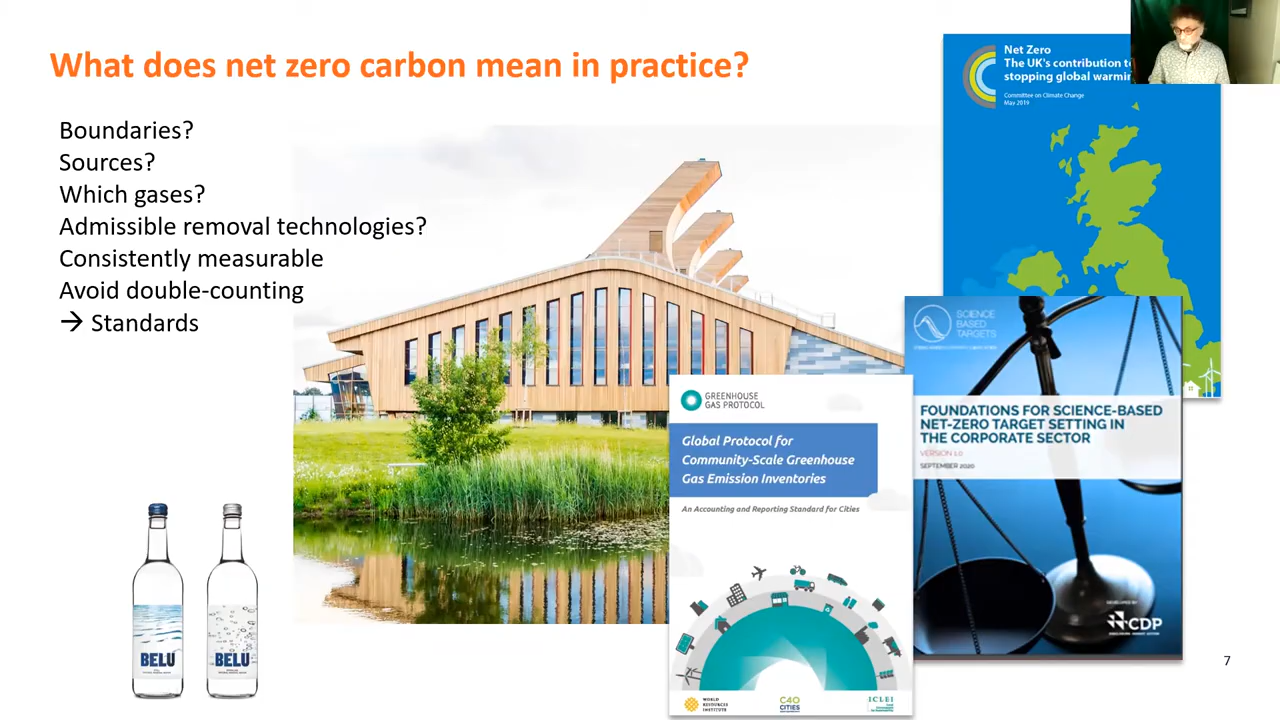 What does net zero carbon mean in practice?
Boundaries?
Sources?
Which gases?
Admissible removal technologies?
Consistently measurable
Avoid double-counting
→ Standards
Net Zero
The UK's contribution to
stopping global warmin
Committee on Climate Change
May 2019
SCIENCE
BASED
TARGETS
FOUNDATIONS FOR SCIENCE-BASED
NET-ZERO TARGET SETTING IN
THE CORPORATE SECTOR
VERSION 1.0
SEPTEMBER 2020
DEVELOPED BY
CDP
GREENHOUSE
GAS PROTOCOL
Global Protocol for
Community-Scale Greenhouse
Gas Emission Inventories
An Accounting and Reporting Standard for Cities
WORLD
RESOURCES
INSTITUTE
C40
CITIES
ICLEI
BELU
BELU
7